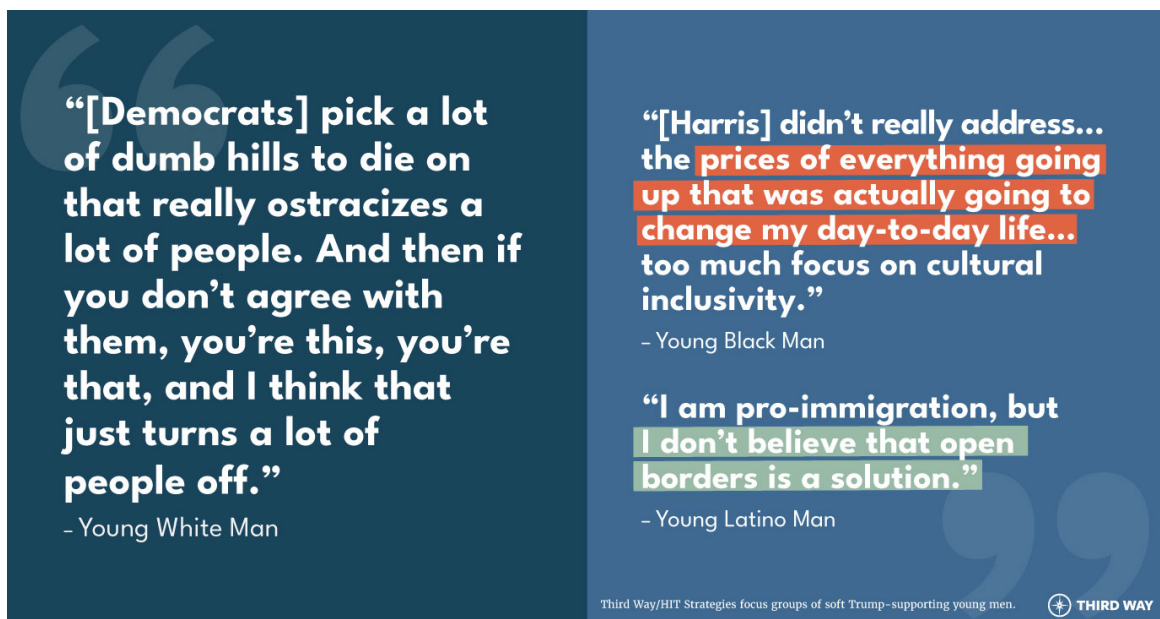 “[Democrats] pick a lot
of dumb hills to die on
that really ostracizes a
lot of people. And then if
you don’t agree with
them, you’re this, you’re
that, and I think that
just turns a lot of
people off.”
– Young White Man
“[Harris] didn’t really address...
the prices of everything going
up that was actually going to
change my day-to-day life...
too much focus on cultural
inclusivity.”
– Young Black Man
“I am pro-immigration, but
I don’t believe that open
borders is a solution.”
– Young Latino Man
Third Way/HIT Strategies focus groups of soft Trump-supporting young men.
THIRD WAY